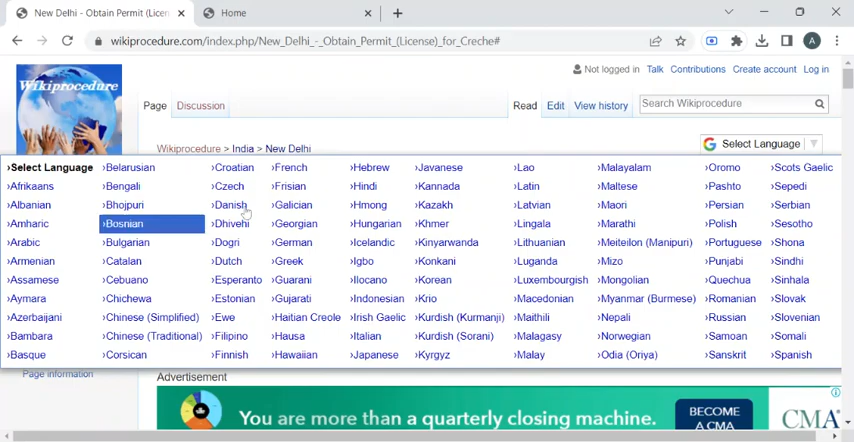 New Delhi - Obtain Permit (Licen
Home
wikiprocedure.com/index.php/New_Delhi_-_Obtain_Permit_(License)_for_Creche#
A
Wikiprocedure
Not logged in Talk Contributions Create account Log in
Page Discussion Read Edit View history Search Wikiprocedure
Wikiprocedure > India > New Delhi
G Select Language
›Select Language ›Belarusian ›Croatian ›French ›Hebrew ›Javanese ›Lao ›Malayalam ›Oromo ›Scots Gaelic
›Afrikaans ›Bengali ›Czech ›Frisian ›Hindi ›Kannada ›Latin ›Maltese ›Pashto ›Sepedi
›Albanian ›Bhojpuri ›Danish ›Galician ›Hmong ›Kazakh ›Latvian ›Maori ›Persian ›Serbian
›Amharic ›Bosnian ›Dhivehi ›Georgian ›Hungarian ›Khmer ›Lingala ›Marathi ›Polish ›Sesotho
›Arabic ›Bulgarian ›Dogri ›German ›Icelandic ›Kinyarwanda ›Lithuanian ›Meiteilon (Manipuri) ›Portuguese ›Shona
›Armenian ›Catalan ›Dutch ›Greek ›Igbo ›Konkani ›Luganda ›Mizo ›Punjabi ›Sindhi
›Assamese ›Cebuano ›Esperanto ›Guarani ›Ilocano ›Korean ›Luxembourgish ›Mongolian ›Quechua ›Sinhala
›Aymara ›Chichewa ›Estonian ›Gujarati ›Indonesian ›Krio ›Macedonian ›Myanmar (Burmese) ›Romanian ›Slovak
›Azerbaijani ›Chinese (Simplified) ›Ewe ›Haitian Creole ›Irish Gaelic ›Kurdish (Kurmanji) ›Maithili ›Nepali ›Russian ›Slovenian
›Bambara ›Chinese (Traditional) ›Filipino ›Hausa ›Italian ›Kurdish (Sorani) ›Malagasy ›Norwegian ›Samoan ›Somali
›Basque ›Corsican ›Finnish ›Hawaiian ›Japanese ›Kyrgyz ›Malay ›Odia (Oriya) ›Sanskrit ›Spanish
Page information
Advertisement
You are more than a quarterly closing machine.
BECOME
A CMA
CMA